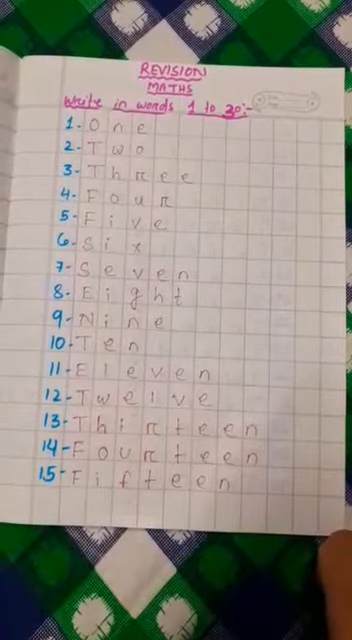 REVISION
MATHS
Write in words 1 to 30:-
1- One
2- Two
3- Three
4- Four
5- Five
6- Six
7- Seven
8- Eight
9- Nine
10- Ten
11- Eleven
12- Twelve
13- Thirteen
14- Fourteen
15- Fifteen